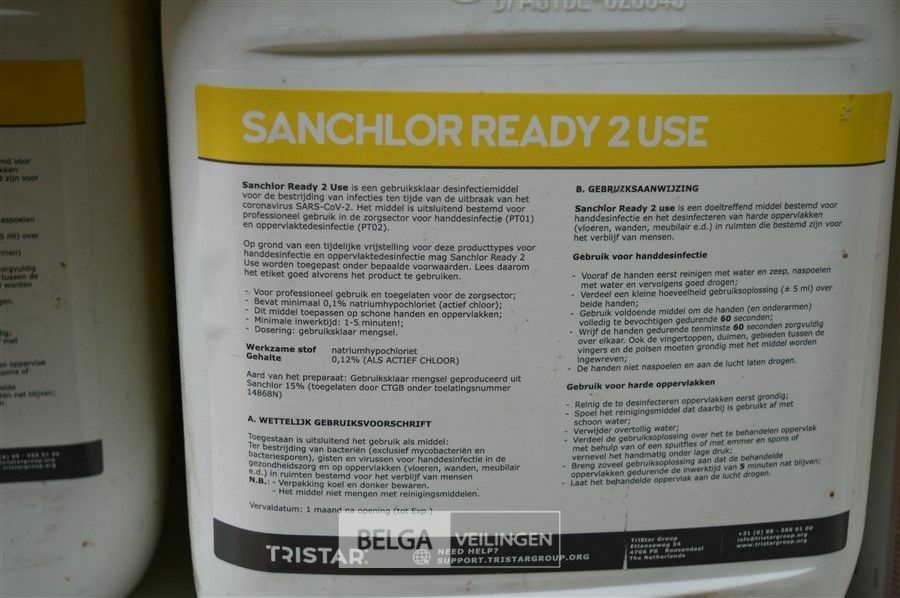 SANCHLOR READY 2 USE
Sanchlor Ready 2 Use is een gebruiksklaar desinfectiemiddel
voor de bestrijding van infecties ten tijde van de uitbraak van het
coronavirus SARS-CoV-2. Het middel is uitsluitend bestemd voor
professioneel gebruik in de zorgsector voor handdesinfectie (PT01)
en oppervlaktedesinfectie (PT02).
Op grond van een tijdelijke vrijstelling voor deze producttypes voor
handdesinfectie en oppervlaktedesinfectie mag Sanchlor Ready 2
Use worden toegepast onder bepaalde voorwaarden. Lees daarom
het etiket goed alvorens het product te gebruiken.
- Voor professioneel gebruik en toegelaten voor de zorgsector;
- Bevat minimaal 0,1% natriumhypochloriet (actief chloor);
- Dit middel toepassen op schone handen en oppervlakken;
- Minimale inwerktijd: 1-5 minuten!;
- Dosering: gebruiksklaar mengsel.
Werkzame stof natriumhypochloriet
Gehalte 0,12% (ALS ACTIEF CHLOOR)
Aard van het preparaat: Gebruiksklaar mengsel geproduceerd uit
Sanchlor 15% (toegelaten door CTGB onder toelatingsnummer
14868N)
A. WETTELIJK GEBRUIKSVOORSCHRIFT
Toegestaan is uitsluitend het gebruik als middel:
Ter bestrijding van bacteriën (exclusief mycobacteriën en
bacteriesporen), gisten en virussen voor handdesinfectie in de
gezondheidszorg en op oppervlakken (vloeren, wanden, meubilair
e.d.) in ruimten bestemd voor het verblijf van mensen
N.B.: - Verpakking koel en donker bewaren.
- Het middel niet mengen met reinigingsmiddelen.
Vervaldatum: 1 maand na opening (tot Exp.)
B. GEBRUIKSAANWIJZING
Sanchlor Ready 2 use is een doeltreffend middel bestemd voor
handdesinfectie en het desinfecteren van harde oppervlakken
(vloeren, wanden, meubilair e.d.) in ruimten die bestemd zijn voor
het verblijf van mensen.
Gebruik voor handdesinfectie
- Vooraf de handen eerst reinigen met water en zeep, naspoelen
met water en vervolgens goed drogen;
- Verdeel een kleine hoeveelheid gebruiksoplossing (± 5 ml) over
beide handen;
- Gebruik voldoende middel om de handen (en onderarmen)
volledig te bevochtigen gedurende 60 seconden;
- Wrijf de handen gedurende tenminste 60 seconden zorgvuldig
over elkaar. Ook de vingertoppen, duimen, gebieden tussen de
vingers en de polsen moeten grondig met het middel worden
ingewreven;
- De handen niet naspoelen en aan de lucht laten drogen.
Gebruik voor harde oppervlakken
- Reinig de te desinfecteren oppervlakken eerst grondig;
- Spoel het reinigingsmiddel dat daarbij is gebruikt af met
schoon water;
- Verwijder overtollig water;
- Verdeel de gebruiksoplossing over het te behandelen oppervlak
met behulp van of een spuitfles of met emmer en spons of
vernevel het handmatig onder lage druk;
- Breng zoveel gebruiksoplossing aan dat de behandelde
oppervlakken gedurende de inwerktijd van 5 minuten nat blijven;
- Laat het behandelde oppervlak aan de lucht drogen.
TRISTAR
NEED HELP?
SUPPORT.TRISTARGROUP.ORG
TriStar Group
Ettenseweg 34
4706 PB Roosendaal
The Netherlands
+31 (0) 88 - 588 01 00
info@tristargroup.org
tristargroup.org
BELGA VEILINGEN